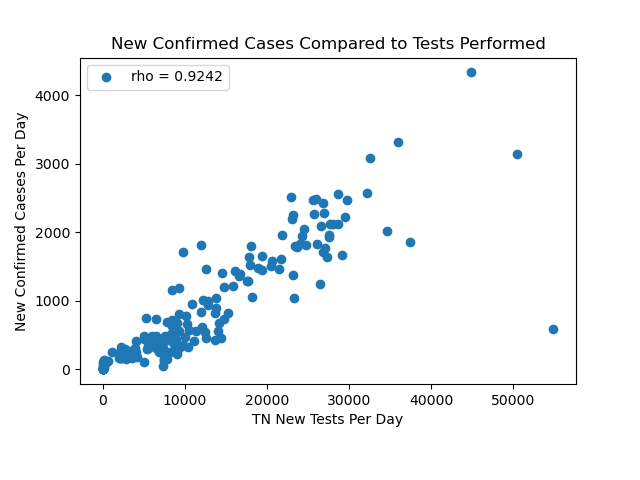 New Confirmed Cases Compared to Tests Performed
rho = 0.9242
4000
3000
2000
1000
0
New Confirmed Caeses Per Day
0 10000 20000 30000 40000 50000
TN New Tests Per Day